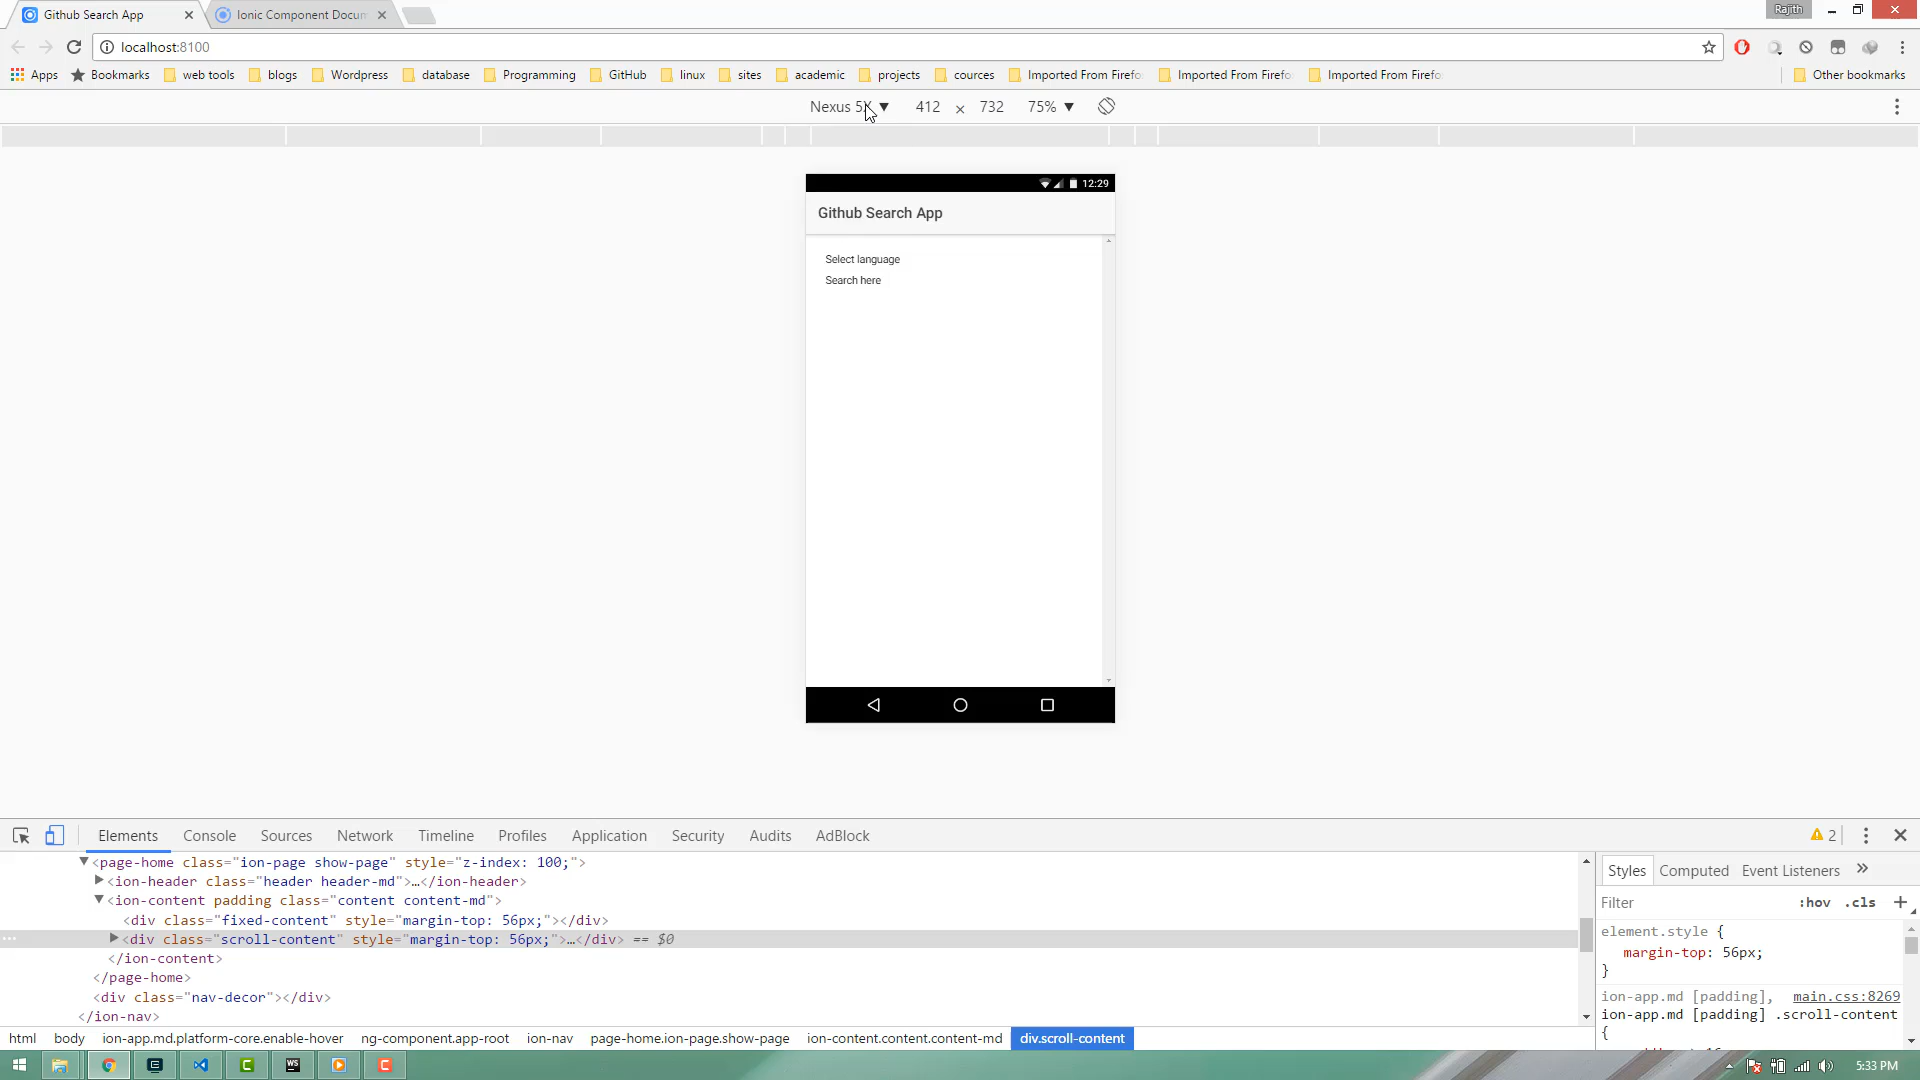 Github Search App
Ionic Component Docum
Rajith
localhost:8100
Apps Bookmarks web tools blogs Wordpress database Programming GitHub linux sites academic projects cources Imported From Firefo Imported From Firefo Imported From Firefo Other bookmarks
Nexus 5X ▼ 412 × 732 75% ▼
12:29
Github Search App
Select language
Search here
Elements Console Sources Network Timeline Profiles Application Security Audits AdBlock 2
▼<page-home class="ion-page show-page" style="z-index: 100;">
▶<ion-header class="header header-md">…</ion-header>
▼<ion-content padding class="content content-md">
<div class="fixed-content" style="margin-top: 56px;"></div>
▶<div class="scroll-content" style="margin-top: 56px;">…</div> == $0
</ion-content>
</page-home>
<div class="nav-decor"></div>
</ion-nav>
Styles Computed Event Listeners »
Filter :hov .cls +
element.style {
margin-top: 56px;
}
ion-app.md [padding], main.css:8269
ion-app.md [padding] .scroll-content
{
html body ion-app.md.platform-core.enable-hover ng-component.app-root ion-nav page-home.ion-page.show-page ion-content.content.content-md div.scroll-content
WS
5:33 PM